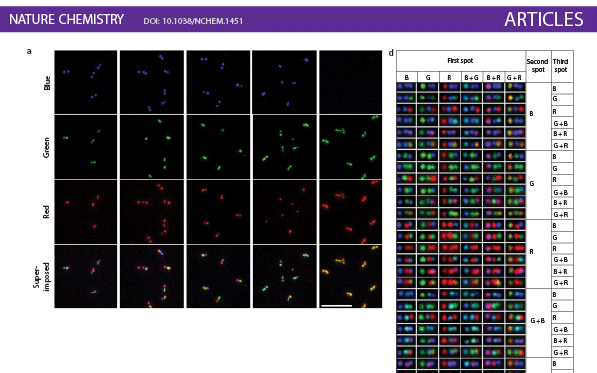 NATURE CHEMISTRY DOI: 10.1038/NCHEM.1451 ARTICLES
a
Blue
Green
Red
Super-
imposed
d
First spot
Second
spot
Third
spot
B G R B + G B + R G + R
B
B
G
R
G + B
B + R
G + R
G
B
G
R
G + B
B + R
G + R
R
B
G
R
G + B
B + R
G + R
G + B
B
G
R
G + B
B + R
G + R
B
B